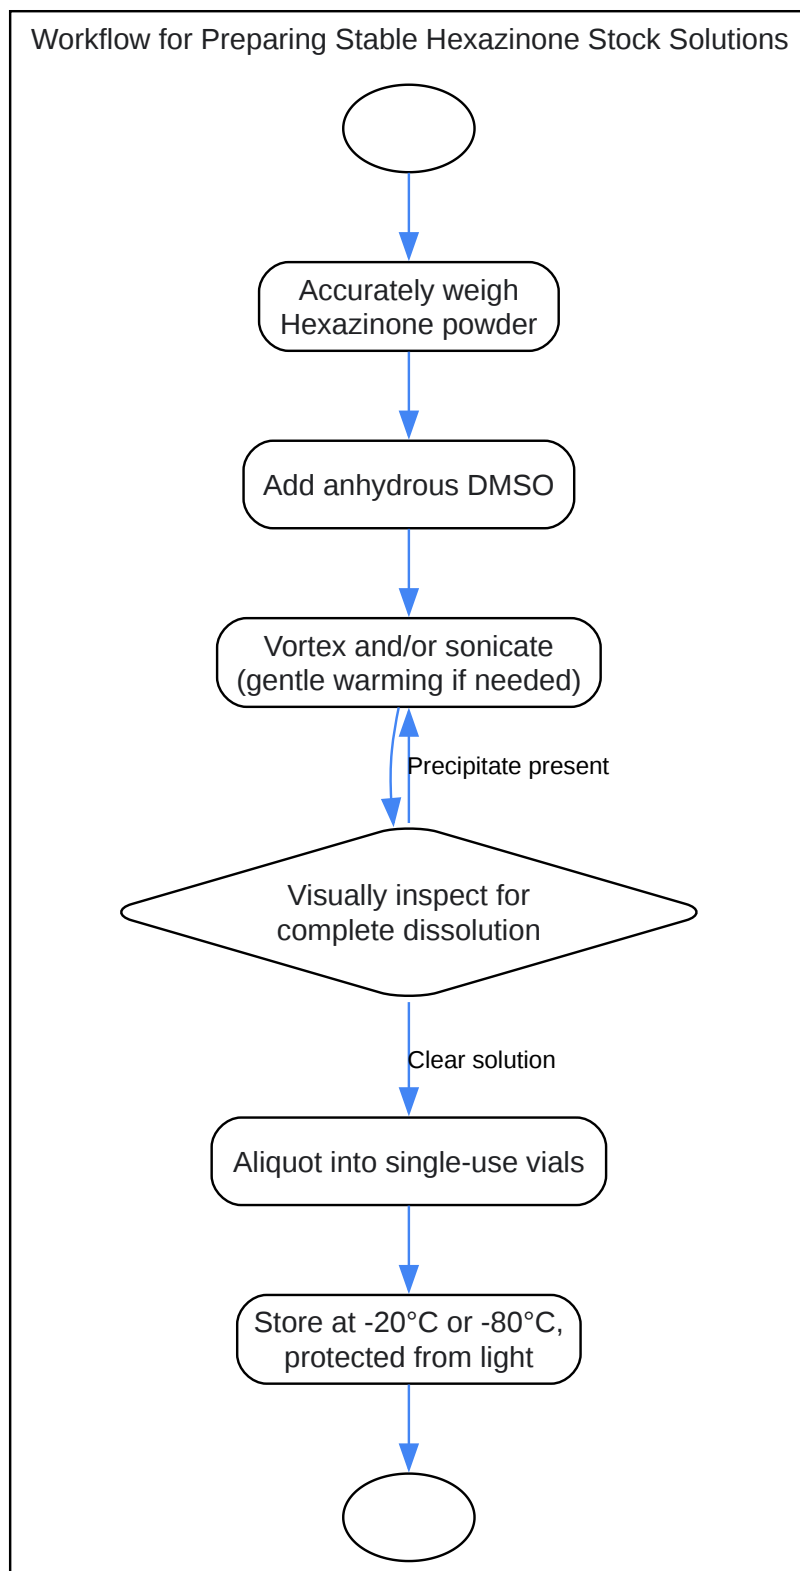 Workflow for Preparing Stable Hexazinone Stock Solutions
Accurately weigh
Hexazinone powder
Add anhydrous DMSO
Vortex and/or sonicate
(gentle warming if needed)
Precipitate present
Visually inspect for
complete dissolution
Clear solution
Aliquot into single-use vials
Store at -20°C or -80°C,
protected from light